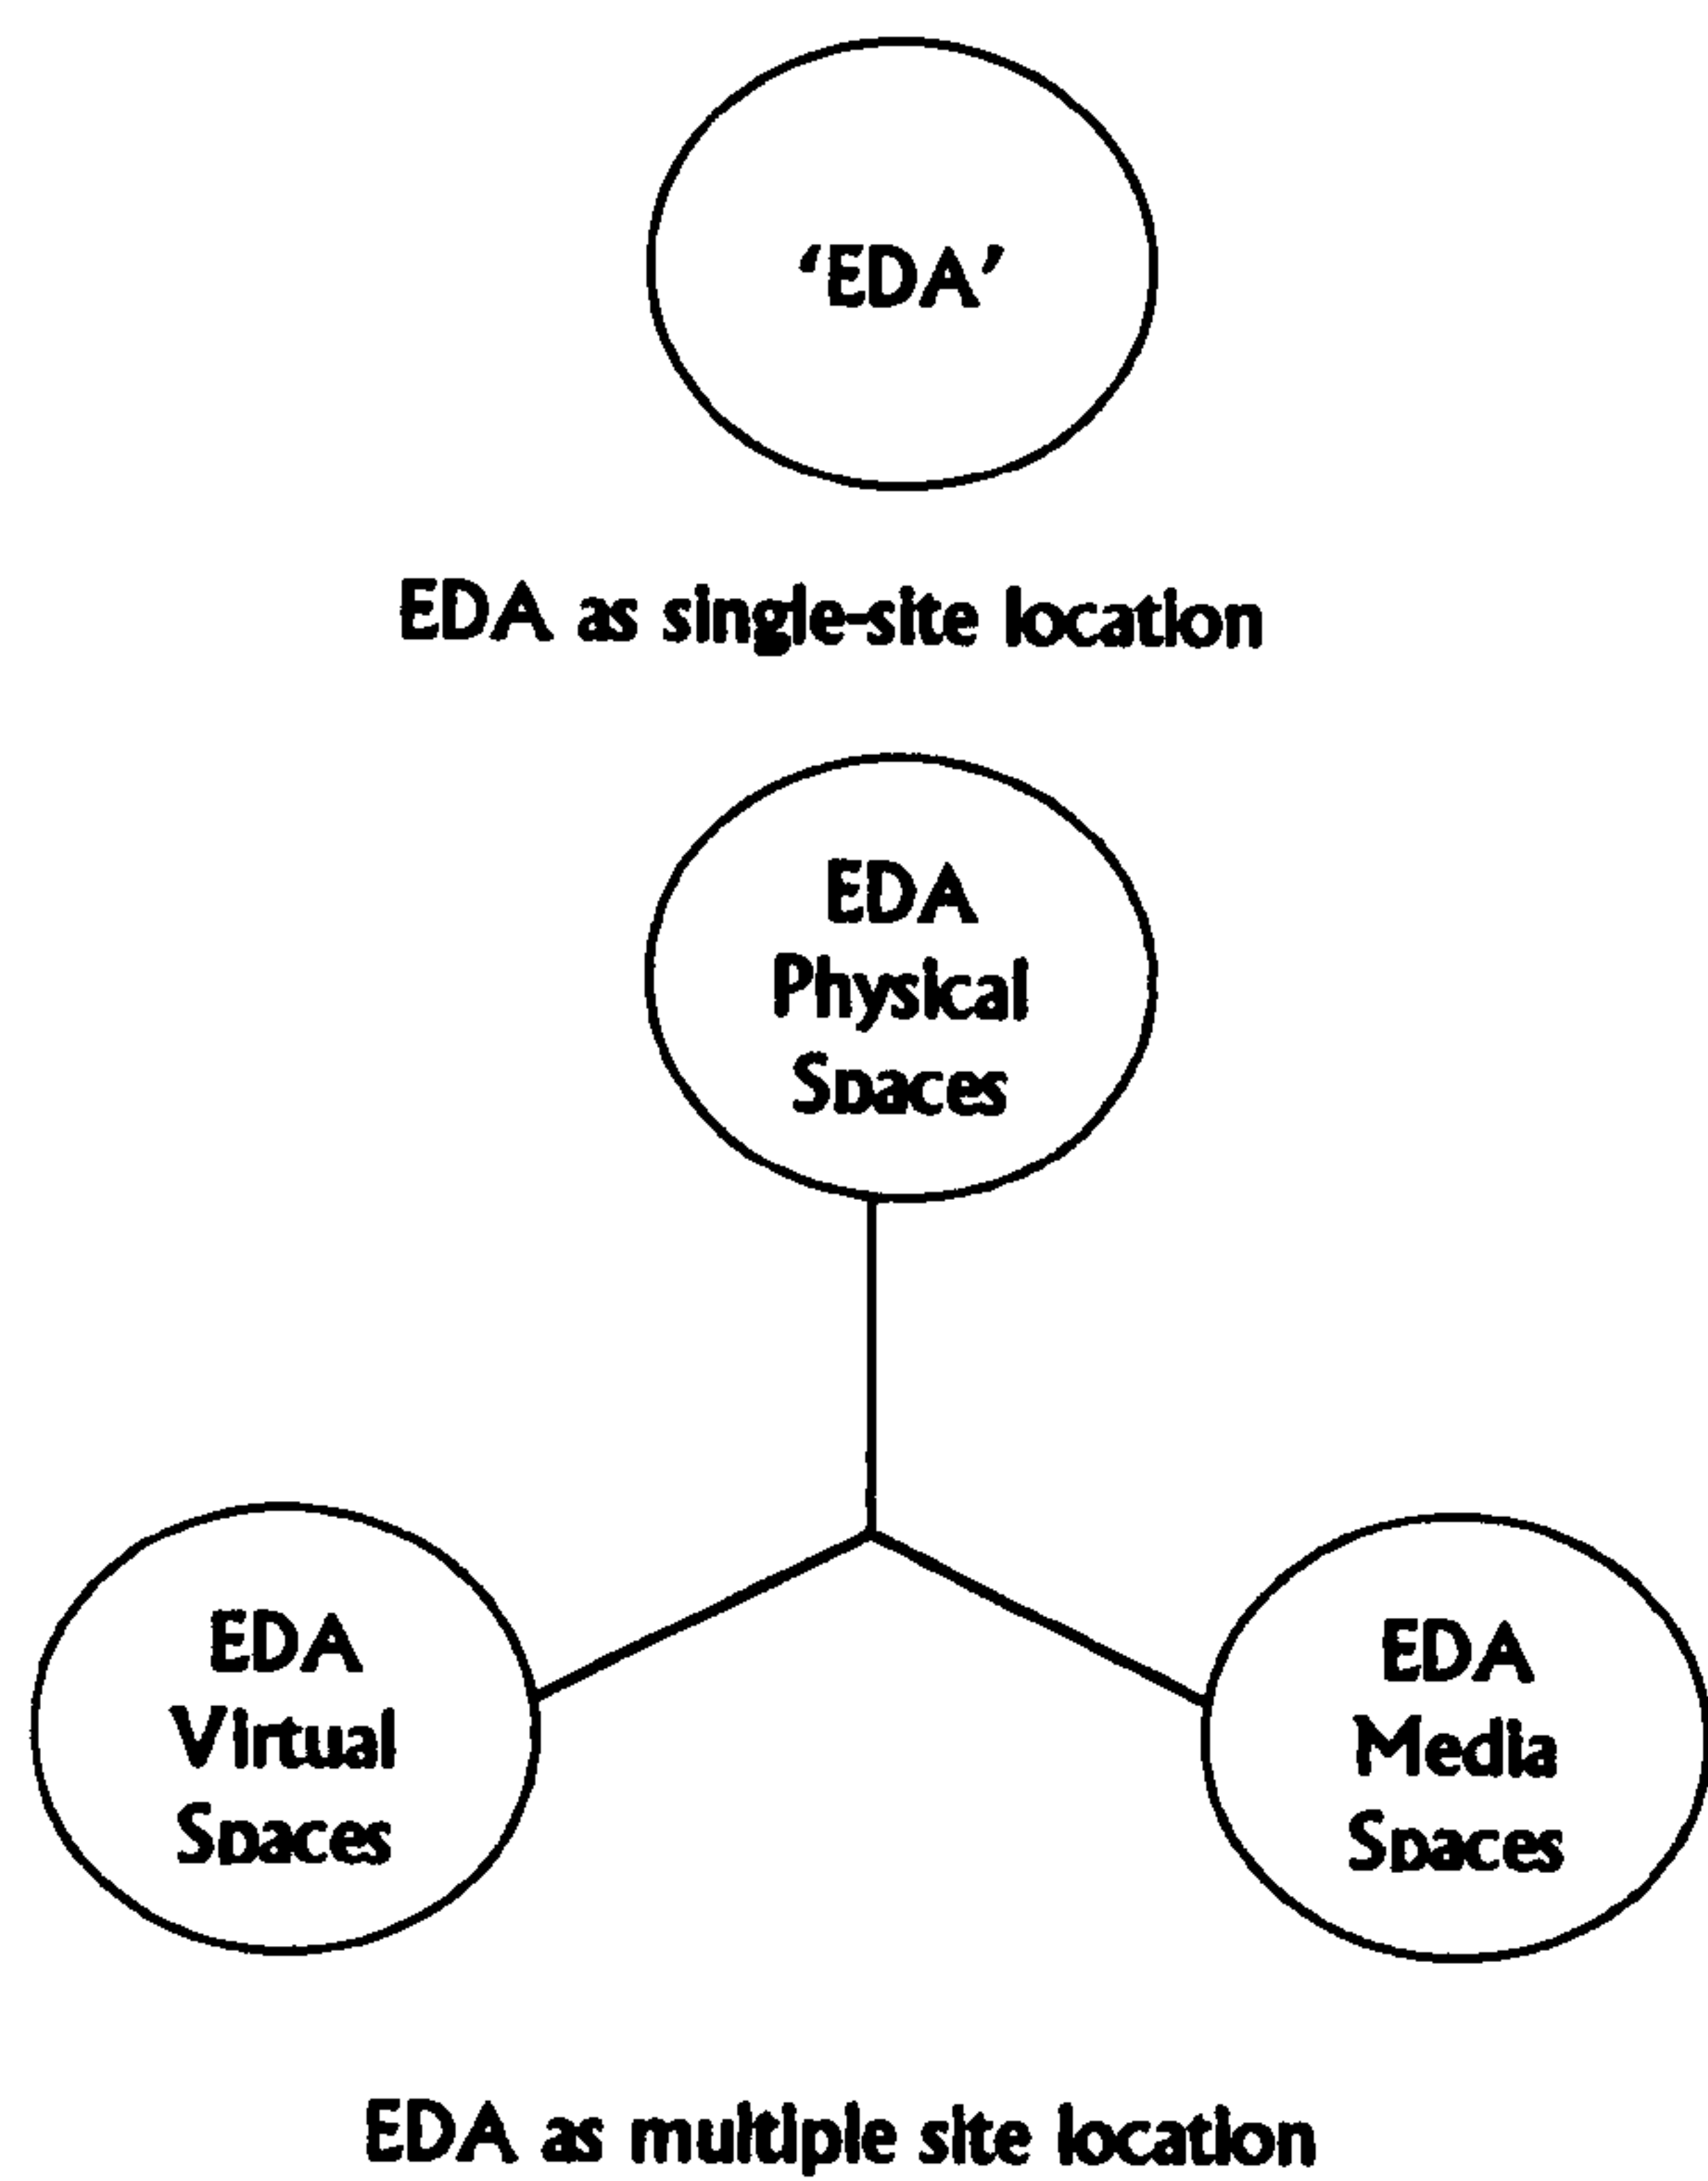 ‘EDA’
EDA as single-site location
EDA
Physical
Spaces
EDA
Virtual
Spaces
EDA
Media
Spaces
EDA as multiple site location